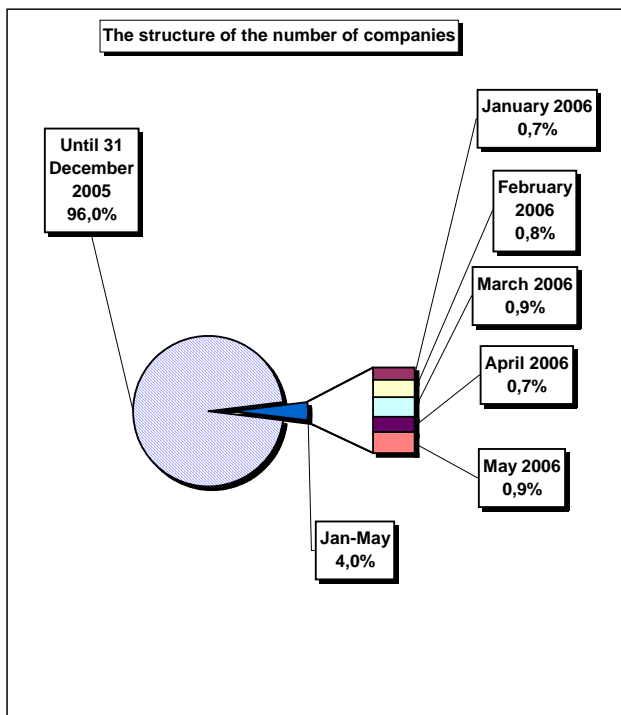 The structure of the number of companies
January 2006
0,7%
Until 31
December
2005
96,0%
February
2006
0,8%
March 2006
0,9%
April 2006
0,7%
May 2006
0,9%
Jan-May
4,0%